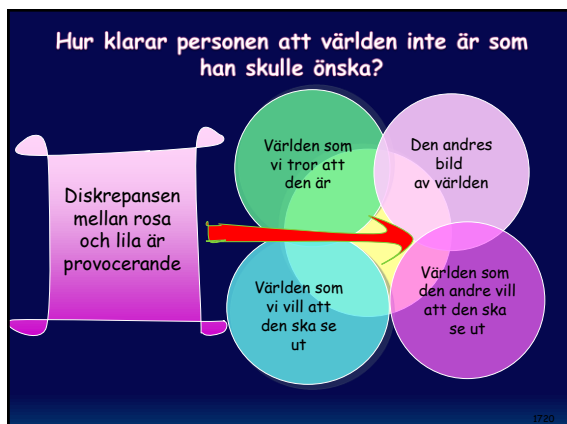 Hur klarar personen att världen inte är som
han skulle önska?
Diskrepansen
mellan rosa
och lila är
provocerande
Världen som
vi tror att
den är
Den andres
bild
av världen
Världen som
vi vill att
den ska se
ut
Världen som
den andre vill
att den ska
se ut
1720